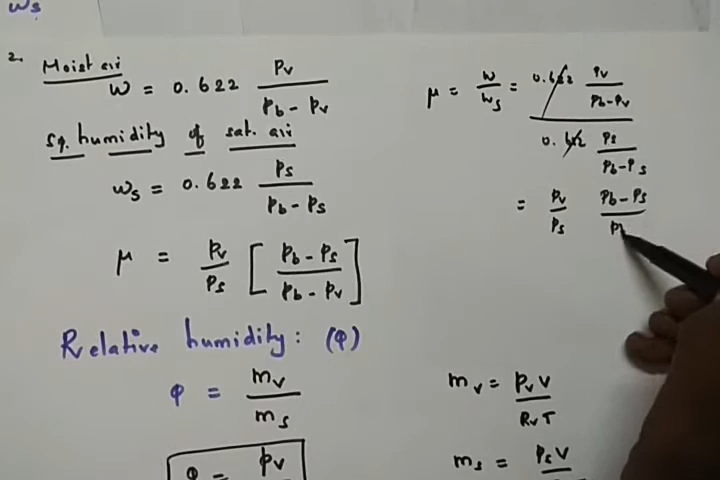 ws
2. Moist air
w = 0.622 pv / (pb - pv)
Sp. humidity of sat. air
ws = 0.622 ps / (pb - ps)
μ = pv / ps [ (pb - ps) / (pb - pv) ]
Relative humidity: (φ)
φ = mv / ms
φ = pv
μ = w / ws = 0.622 pv / (pb - pv) / 0.622 ps / (pb - ps)
= pv / ps (pb - ps) / p
mv = pv V / Rv T
ms = ps V